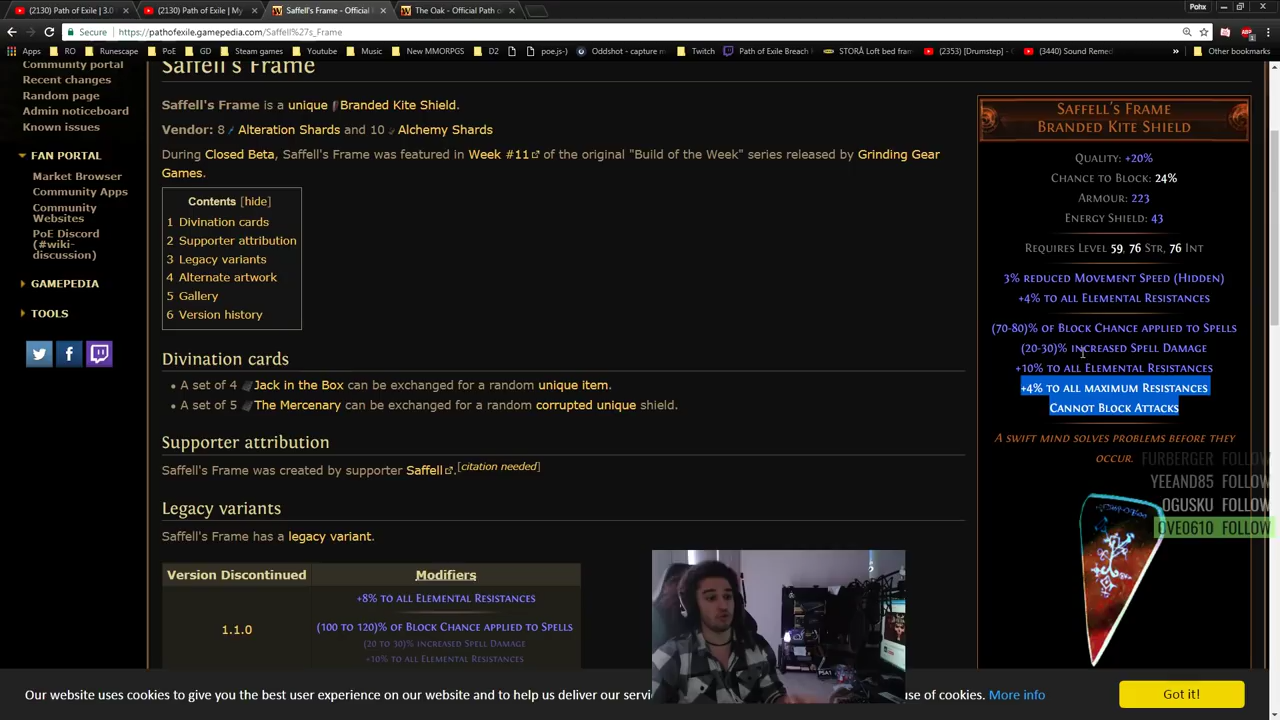 (2130) Path of Exile | 3.0
(2130) Path of Exile | My
Saffell's Frame - Official
The Oak - Official Path o
Pohx
Secure
https://pathofexile.gamepedia.com/Saffell%27s_Frame
Apps RO Runescape PoE GD Steam games Youtube Music New MMORPGS D2 poe.js-) Oddshot - capture m Twitch Path of Exile Breach STORÅ Loft bed fram (2353) [Drumstep] - (3440) Sound Remed Other bookmarks
Community portal
Recent changes
Random page
Admin noticeboard
Known issues
FAN PORTAL
Market Browser
Community Apps
Community
Websites
PoE Discord
(#wiki-
discussion)
GAMEPEDIA
TOOLS
Saffell's Frame
Saffell's Frame is a unique Branded Kite Shield.
Vendor: 8 Alteration Shards and 10 Alchemy Shards
During Closed Beta, Saffell's Frame was featured in Week #11 of the original "Build of the Week" series released by Grinding Gear
Games.
Contents [hide]
1 Divination cards
2 Supporter attribution
3 Legacy variants
4 Alternate artwork
5 Gallery
6 Version history
Divination cards
• A set of 4 Jack in the Box can be exchanged for a random unique item.
• A set of 5 The Mercenary can be exchanged for a random corrupted unique shield.
Supporter attribution
Saffell's Frame was created by supporter Saffell.[citation needed]
Legacy variants
Saffell's Frame has a legacy variant.
Version Discontinued Modifiers
1.1.0
+8% to all Elemental Resistances
(100 to 120)% of Block Chance applied to Spells
(20 to 30)% increased Spell Damage
+10% to all Elemental Resistances
Saffell's Frame
Branded Kite Shield
Quality: +20%
Chance to Block: 24%
Armour: 223
Energy Shield: 43
Requires Level 59, 76 Str, 76 Int
3% reduced Movement Speed (Hidden)
+4% to all Elemental Resistances
(70-80)% of Block Chance applied to Spells
(20-30)% increased Spell Damage
+10% to all Elemental Resistances
+4% to all maximum Resistances
Cannot Block Attacks
A swift mind solves problems before they
occur.
FURBERGER FOLLOW
YEEAND85 FOLLOW
OGUSKU FOLLOW
OVE0610 FOLLOW
Our website uses cookies to give you the best user experience on our website and to help us deliver our servi
use of cookies. More info
Got it!